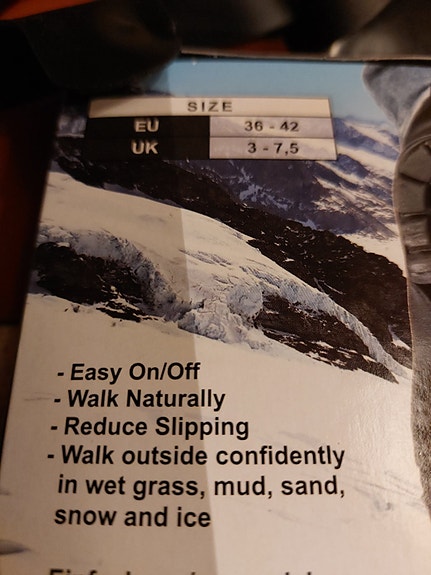 SIZE
EU 36 - 42
UK 3 - 7,5
- Easy On/Off
- Walk Naturally
- Reduce Slipping
- Walk outside confidently
in wet grass, mud, sand,
snow and ice